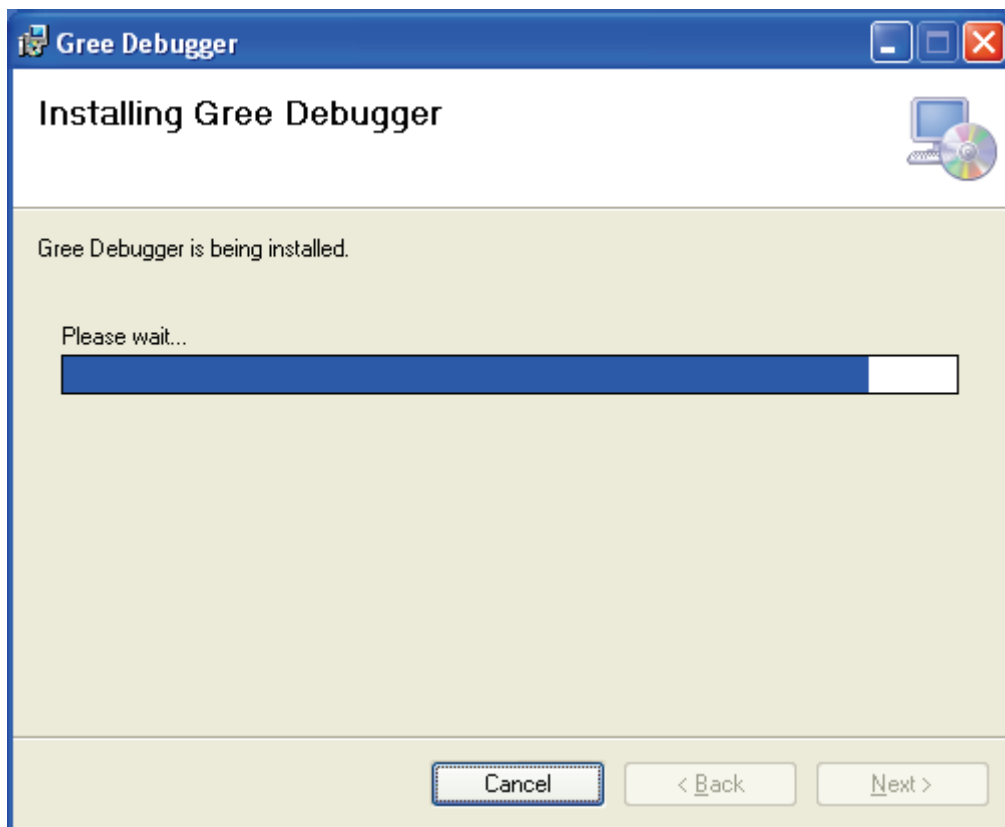 Gree Debugger
Installing Gree Debugger
Gree Debugger is being installed.
Please wait...
Cancel
< Back
Next >